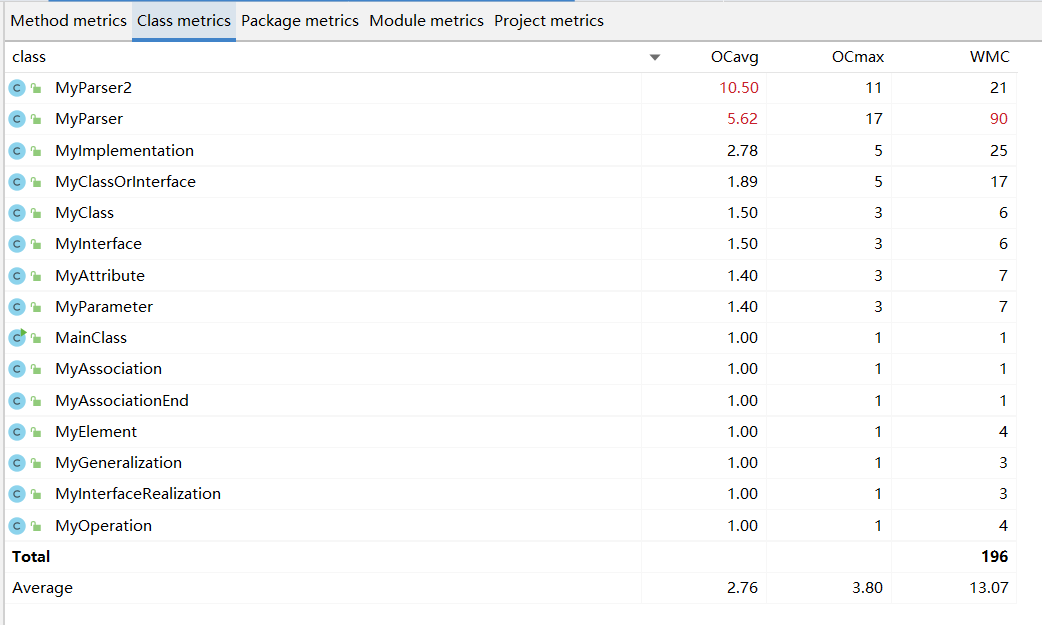 Method metrics Class metrics Package metrics Module metrics Project metrics
class OCavg OCmax WMC
C MyParser2 10.50 11 21
C MyParser 5.62 17 90
C MyImplementation 2.78 5 25
C MyClassOrInterface 1.89 5 17
C MyClass 1.50 3 6
C MyInterface 1.50 3 6
C MyAttribute 1.40 3 7
C MyParameter 1.40 3 7
C MainClass 1.00 1 1
C MyAssociation 1.00 1 1
C MyAssociationEnd 1.00 1 1
C MyElement 1.00 1 4
C MyGeneralization 1.00 1 3
C MyInterfaceRealization 1.00 1 3
C MyOperation 1.00 1 4
Total 196
Average 2.76 3.80 13.07